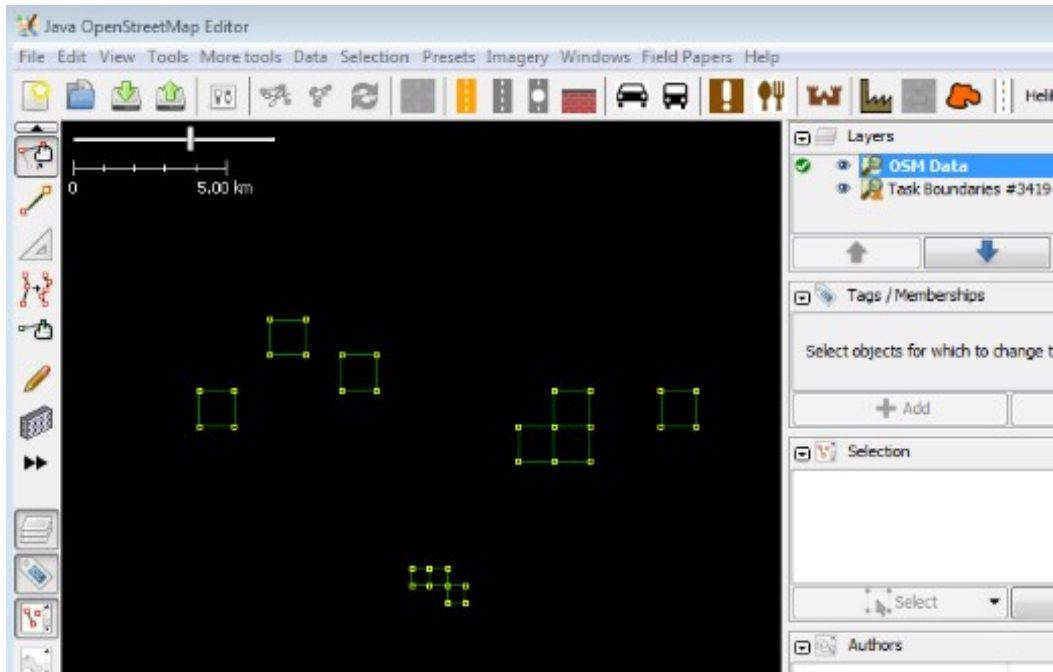 Java OpenStreetMap Editor
File Edit View Tools More tools Data Selection Presets Imagery Windows Field Papers Help
0 5.00 km
Layers
OSM Data
Task Boundaries #3419
Tags / Memberships
Select objects for which to change t
Add
Selection
Select
Authors